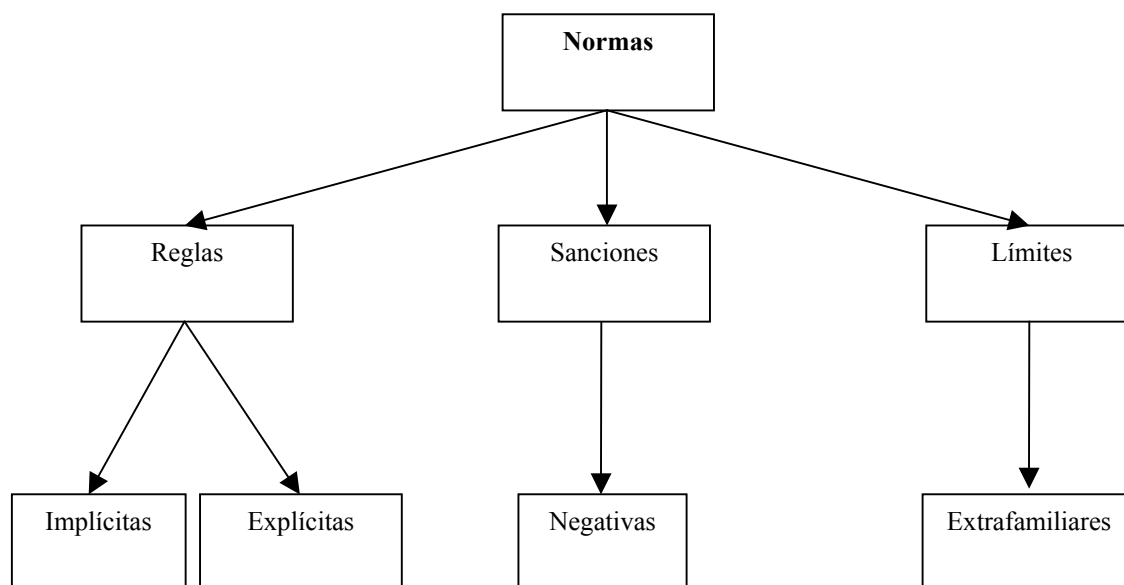 Normas
Reglas
Sanciones
Límites
Implícitas
Explícitas
Negativas
Extrafamiliares